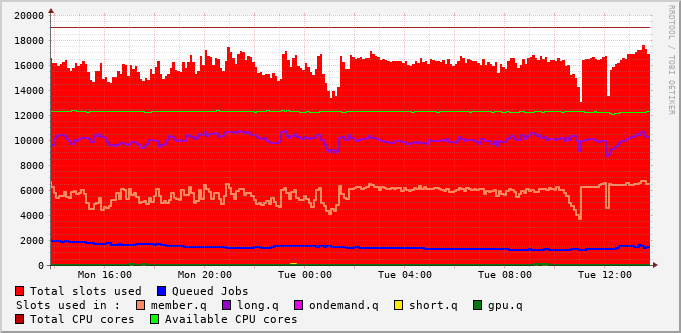 20000
18000
16000
14000
12000
10000
8000
6000
4000
2000
0
Mon 16:00 Mon 20:00 Tue 00:00 Tue 04:00 Tue 08:00 Tue 12:00
RRDTOOL / TOBI OETIKER
Total slots used Queued Jobs
Slots used in : member.q long.q ondemand.q short.q gpu.q
Total CPU cores Available CPU cores